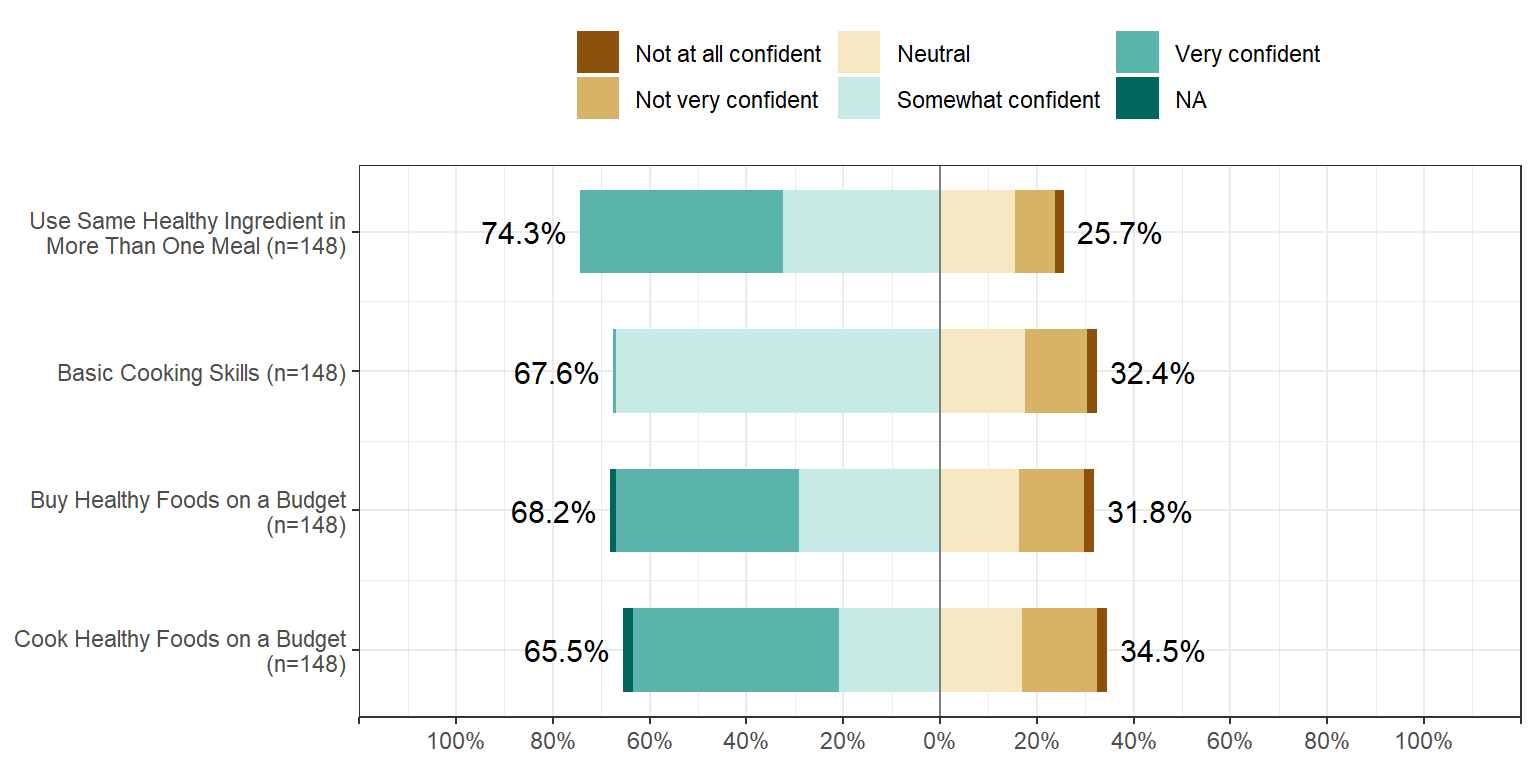 Not at all confident
Neutral
Very confident
Not very confident
Somewhat confident
NA
Use Same Healthy Ingredient in
More Than One Meal (n=148)
74.3%
25.7%
Basic Cooking Skills (n=148)
67.6%
32.4%
Buy Healthy Foods on a Budget
(n=148)
68.2%
31.8%
Cook Healthy Foods on a Budget
(n=148)
65.5%
34.5%
100% 80% 60% 40% 20% 0% 20% 40% 60% 80% 100%